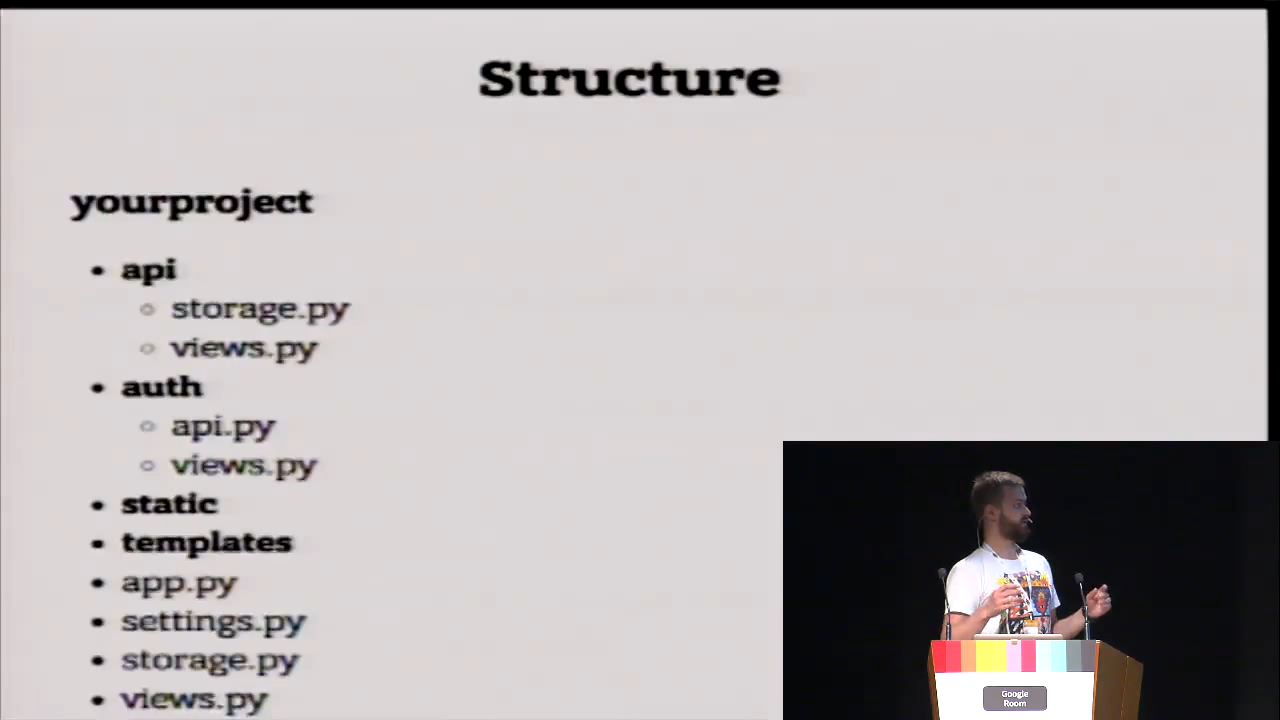 Structure
yourproject
api
storage.py
views.py
auth
api.py
views.py
static
templates
app.py
settings.py
storage.py
views.py
Google
Room